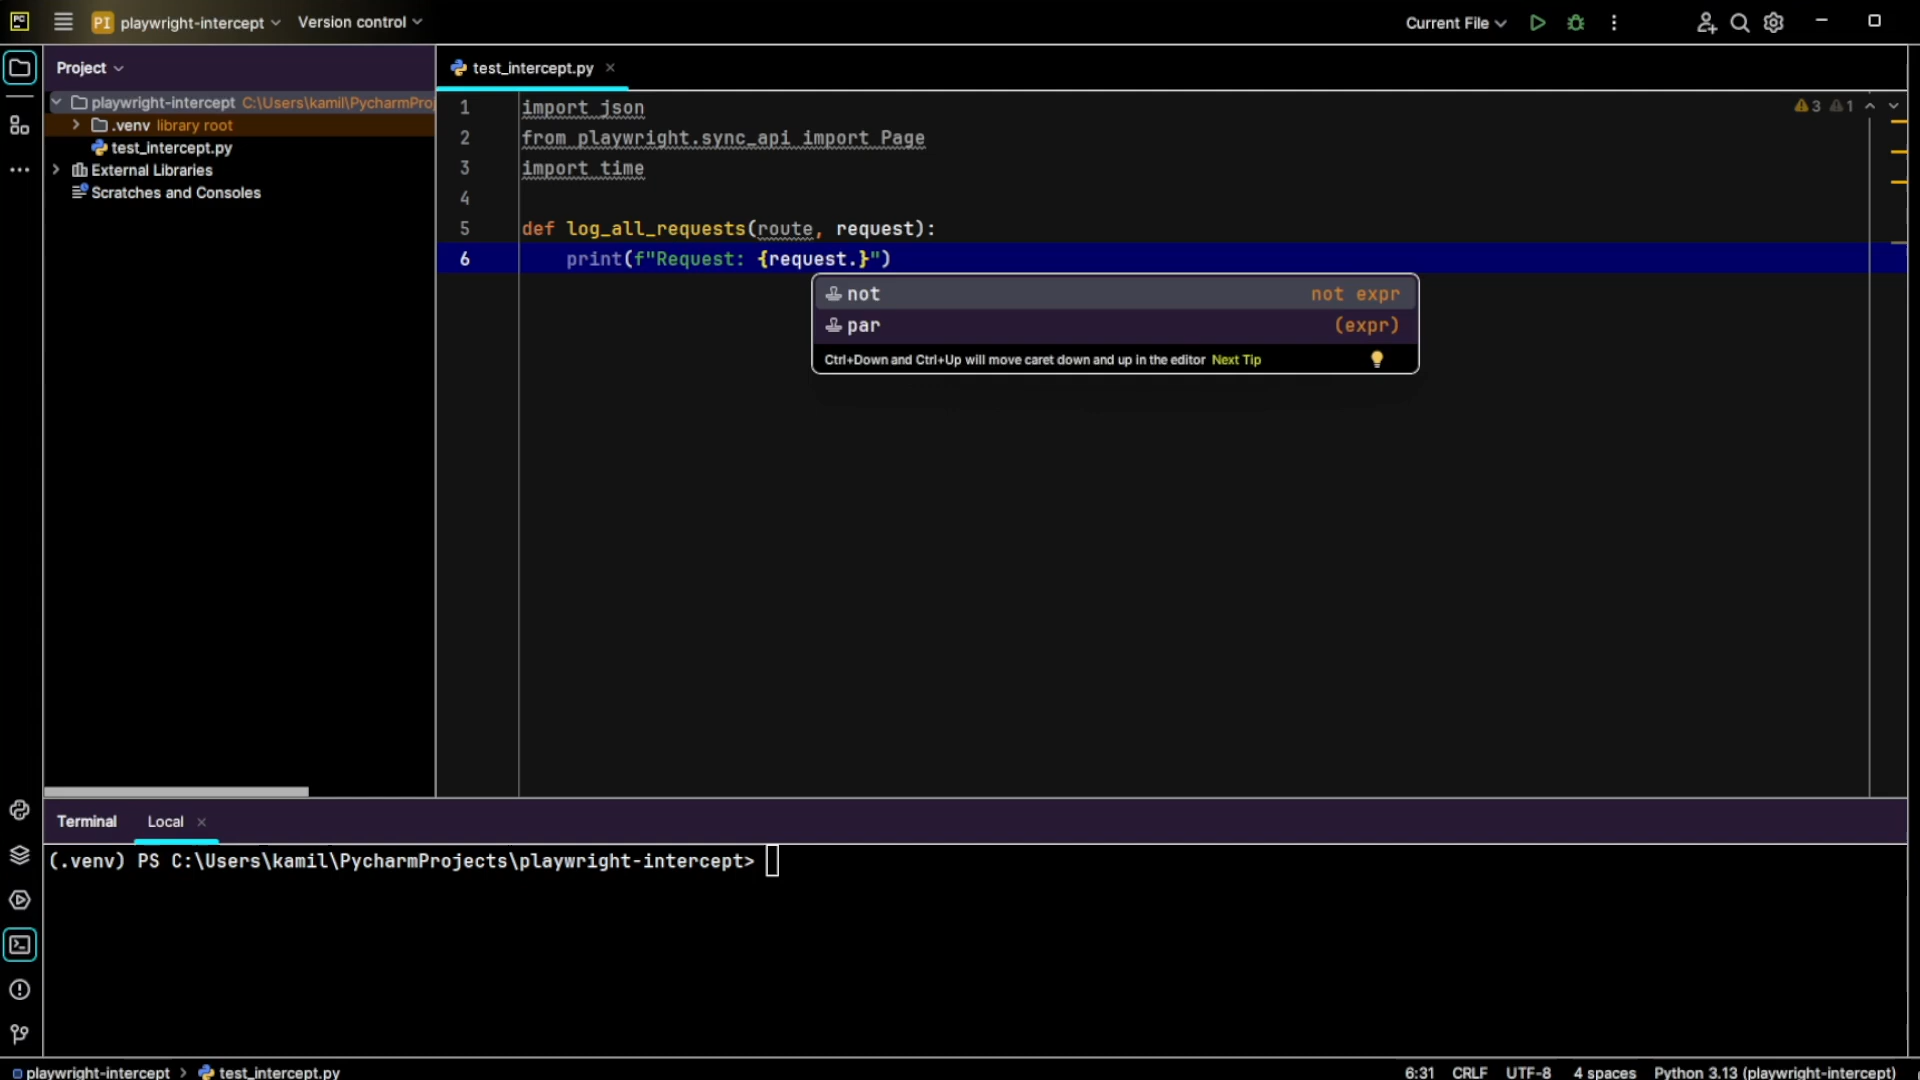 PC PI playwright-intercept Version control Current File
Project
playwright-intercept C:\Users\kamil\PycharmPro
.venv library root
test_intercept.py
External Libraries
Scratches and Consoles
test_intercept.py
3 1
1 import json
2 from playwright.sync_api import Page
3 import time
4
5 def log_all_requests(route, request):
6 print(f"Request: {request.}")
not not expr
par (expr)
Ctrl+Down and Ctrl+Up will move caret down and up in the editor Next Tip
Terminal Local
(.venv) PS C:\Users\kamil\PycharmProjects\playwright-intercept>
playwright-intercept > test_intercept.py 6:31 CRLF UTF-8 4 spaces Python 3.13 (playwright-intercept)